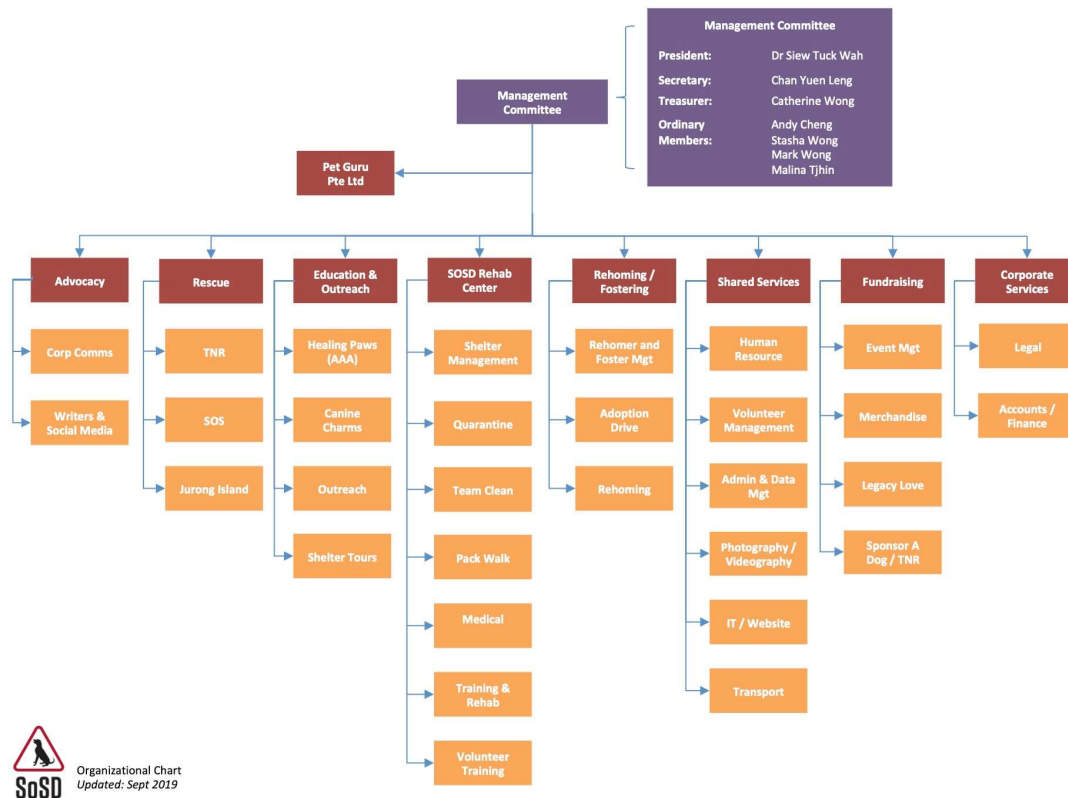 Management Committee
President: Dr Siew Tuck Wah
Secretary: Chan Yuen Leng
Treasurer: Catherine Wong
Ordinary Andy Cheng
Members: Stasha Wong
Mark Wong
Malina Tjhin
Management
Committee
Pet Guru
Pte Ltd
Advocacy
Corp Comms
Writers &
Social Media
Rescue
TNR
SOS
Jurong Island
Education &
Outreach
Healing Paws
(AAA)
Canine
Charms
Outreach
Shelter Tours
SOSD Rehab
Center
Shelter
Management
Quarantine
Team Clean
Pack Walk
Medical
Training &
Rehab
Volunteer
Training
Rehoming /
Fostering
Rehomer and
Foster Mgt
Adoption
Drive
Rehoming
Shared Services
Human
Resource
Volunteer
Management
Admin & Data
Mgt
Photography /
Videography
IT / Website
Transport
Fundraising
Event Mgt
Merchandise
Legacy Love
Sponsor A
Dog / TNR
Corporate
Services
Legal
Accounts /
Finance
SoSD
Organizational Chart
Updated: Sept 2019